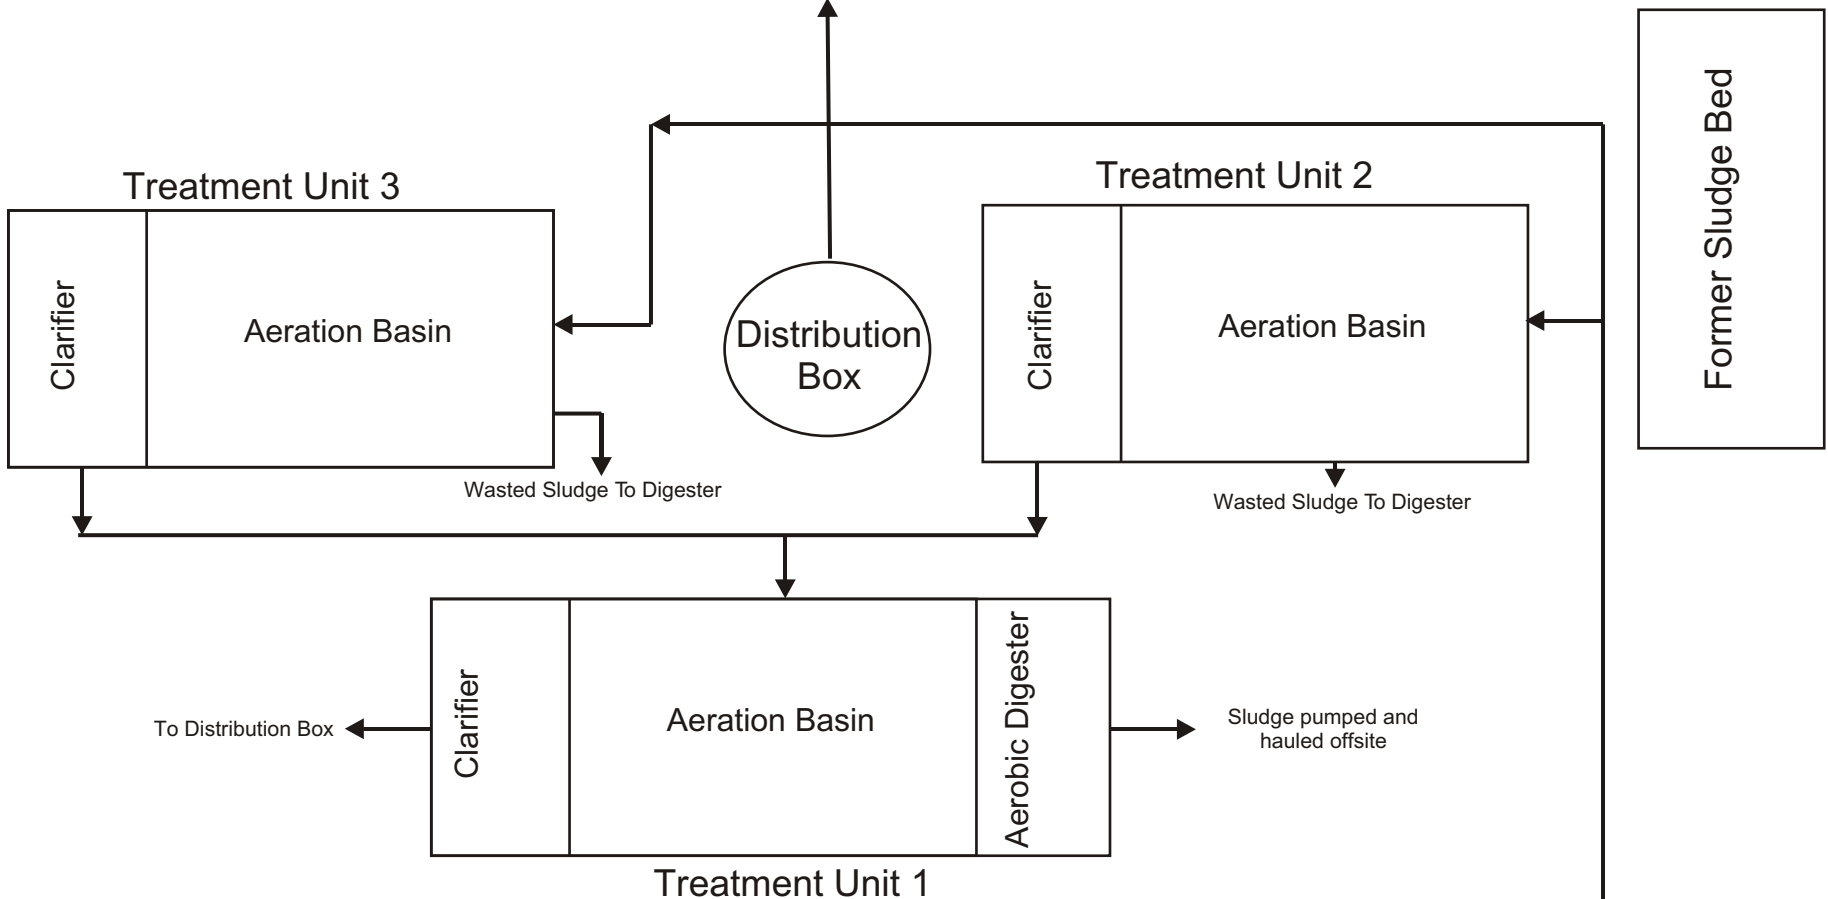 Former Sludge Bed
Treatment Unit 3
Treatment Unit 2
Clarifier
Aeration Basin
Distribution
Box
Clarifier
Aeration Basin
Wasted Sludge To Digester
Wasted Sludge To Digester
To Distribution Box
Clarifier
Aeration Basin
Aerobic Digester
Sludge pumped and
hauled offsite
Treatment Unit 1